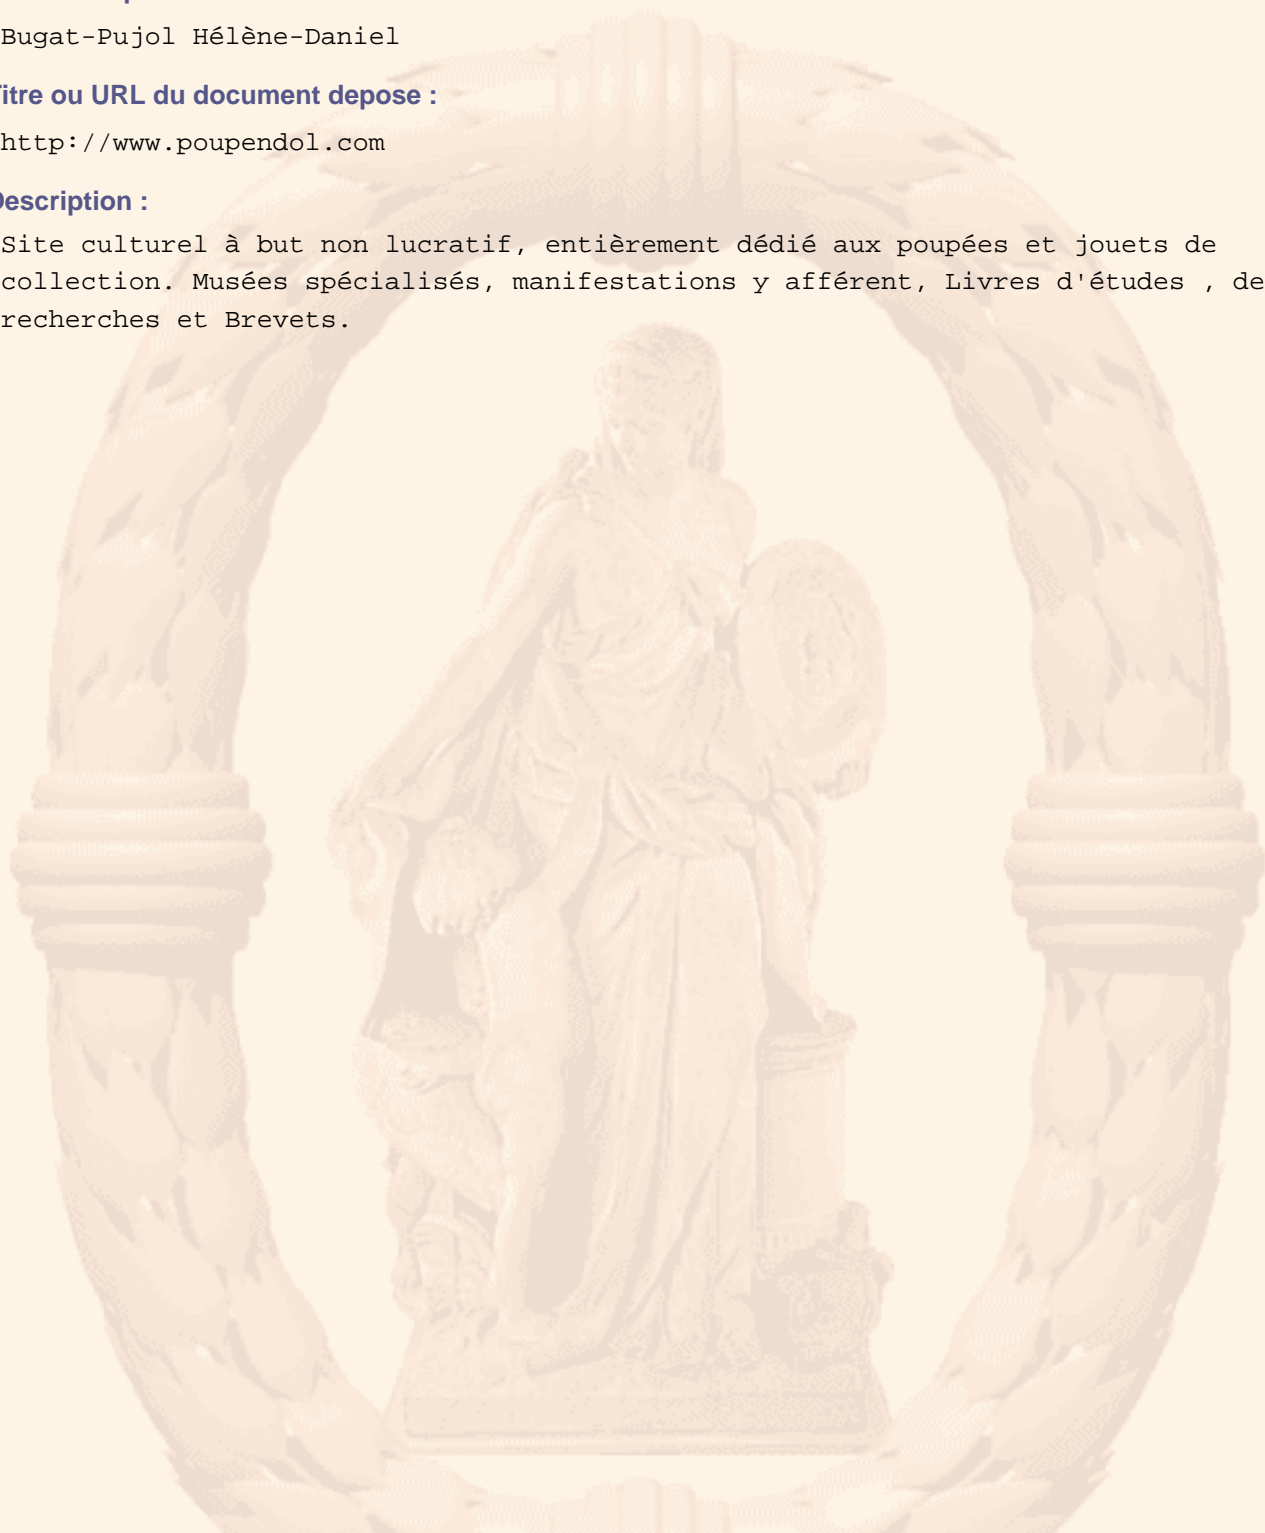 Bugat-Pujol Hélène-Daniel
itre ou URL du document depose :
http://www.poupendol.com
Description :
Site culturel à but non lucratif, entièrement dédié aux poupées et jouets de
collection. Musées spécialisés, manifestations y afférent, Livres d'études , de
recherches et Brevets.